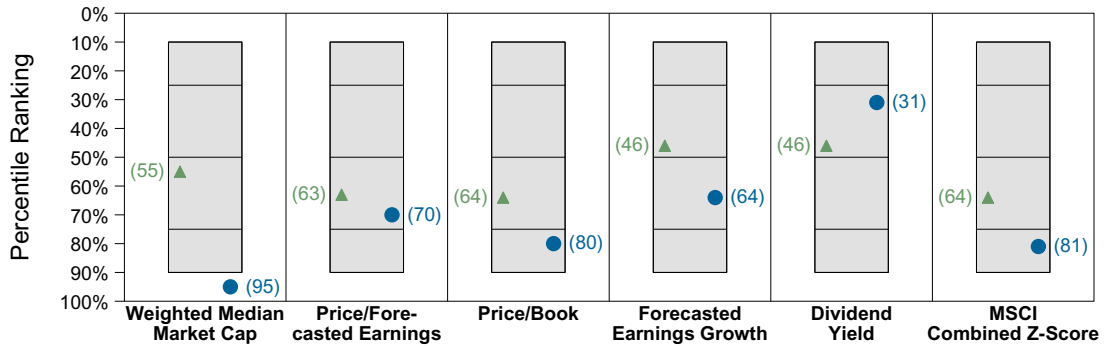 Percentile Ranking
0%
10%
20%
30%
40%
50%
60%
70%
80%
90%
100%
(55)
(95)
(63)
(70)
(64)
(80)
(46)
(64)
(46)
(31)
(64)
(81)
Weighted Median
Market Cap
Price/Fore-
casted Earnings
Price/Book
Forecasted
Earnings Growth
Dividend
Yield
MSCI
Combined Z-Score